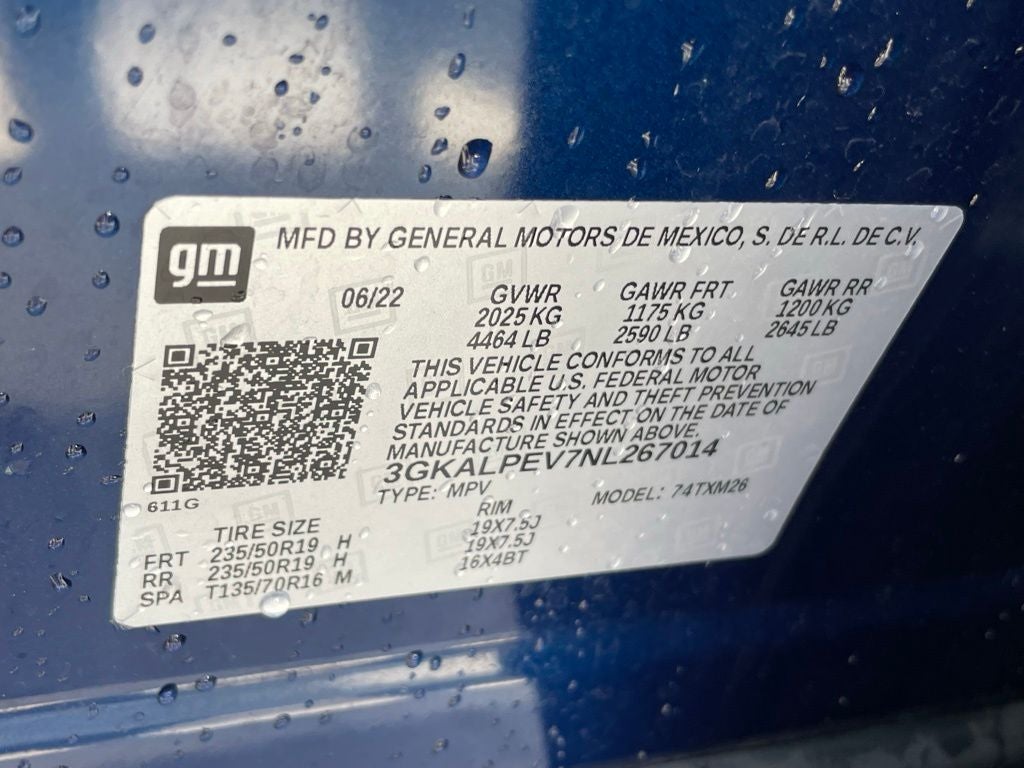 gm
MFD BY GENERAL MOTORS DE MEXICO, S. DE R.L. DE C.V.
06/22 GVWR GAWR FRT GAWR RR
2025 KG 1175 KG 1200 KG
4464 LB 2590 LB 2645 LB
THIS VEHICLE CONFORMS TO ALL
APPLICABLE U.S. FEDERAL MOTOR
VEHICLE SAFETY AND THEFT PREVENTION
STANDARDS IN EFFECT ON THE DATE OF
MANUFACTURE SHOWN ABOVE.
3GKALPEV7NL267014
TYPE: MPV MODEL: 74TXM26
611G
TIRE SIZE RIM
FRT 235/50R19 H 19X7.5J
RR 235/50R19 H 19X7.5J
SPA T135/70R16 M 16X4BT